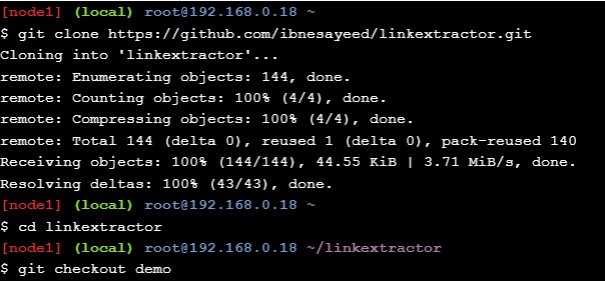 [node1] (local) root@192.168.0.18 ~
$ git clone https://github.com/ibnesayeed/linkextractor.git
Cloning into 'linkextractor'...
remote: Enumerating objects: 144, done.
remote: Counting objects: 100% (4/4), done.
remote: Compressing objects: 100% (4/4), done.
remote: Total 144 (delta 0), reused 1 (delta 0), pack-reused 140
Receiving objects: 100% (144/144), 44.55 KiB | 3.71 MiB/s, done.
Resolving deltas: 100% (43/43), done.
[node1] (local) root@192.168.0.18 ~
$ cd linkextractor
[node1] (local) root@192.168.0.18 ~/linkextractor
$ git checkout demo